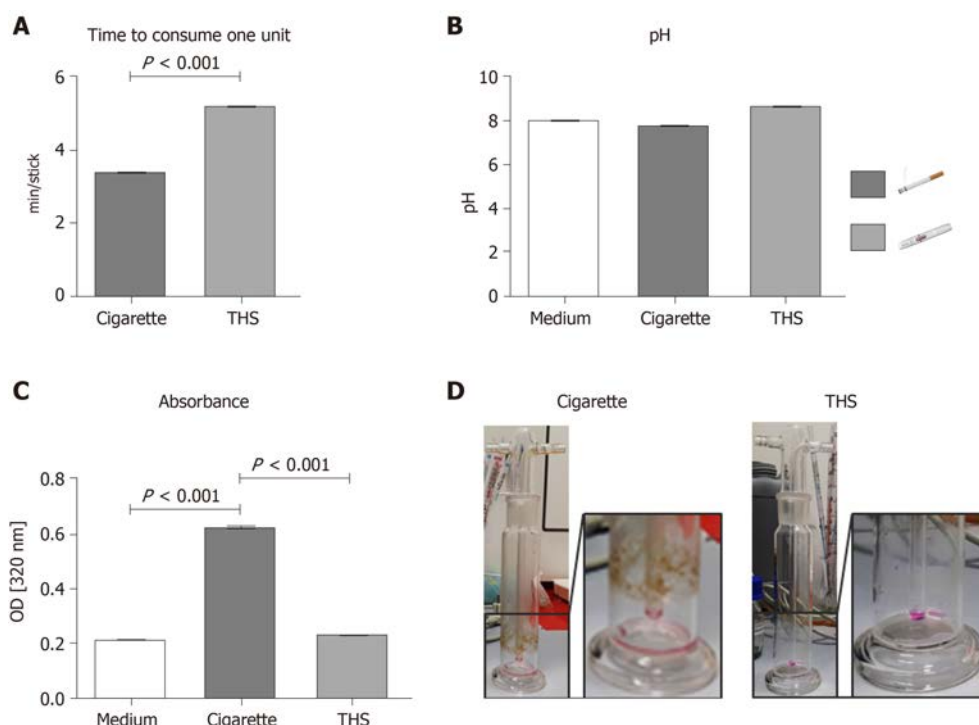 A
Time to consume one unit
P < 0.001
6
4
2
0
min/stick
Cigarette
THS
B
pH
10
8
6
4
2
0
pH
Medium
Cigarette
THS
C
Absorbance
P < 0.001
P < 0.001
0.8
0.6
0.4
0.2
0.0
OD [320 nm]
Medium
Cigarette
THS
D
Cigarette
THS